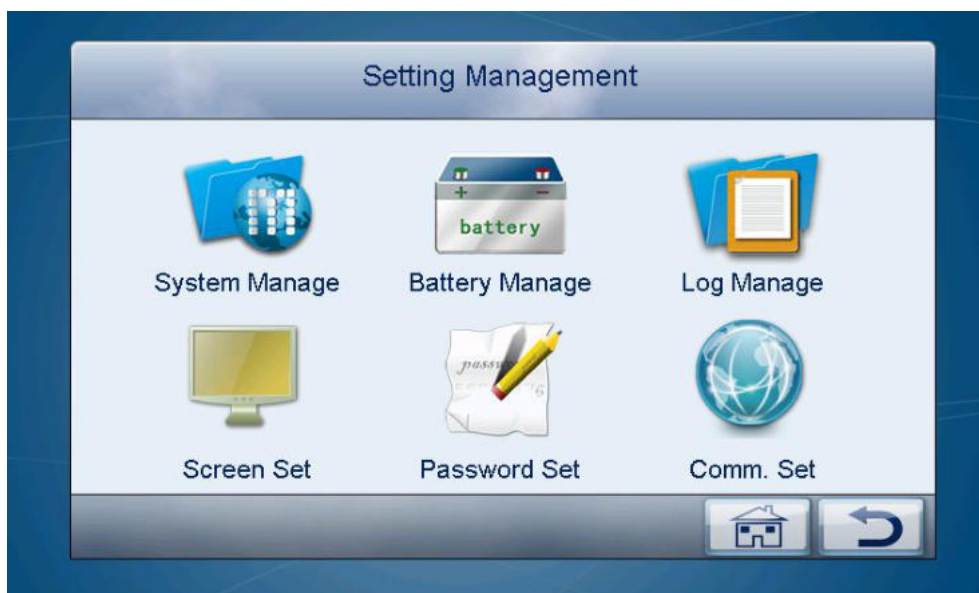 Setting Management
+ −
battery
System Manage Battery Manage Log Manage
Screen Set Password Set Comm. Set